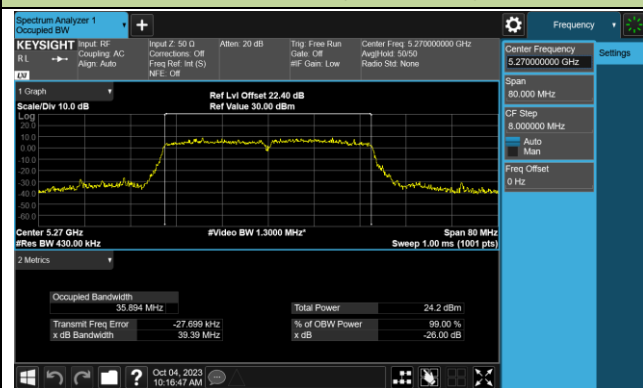 Spectrum Analyzer 1
Occupied BW
+
Frequency
KEYSIGHT
RL
LXI
Input: RF
Coupling: AC
Align: Auto
Input Z: 50 Ω
Corrections: Off
Freq Ref: Int (S)
NFE: Off
Atten: 20 dB
Trig: Free Run
Gate: Off
#IF Gain: Low
Center Freq: 5.270000000 GHz
Avg|Hold: 50/50
Radio Std: None
Center Frequency
5.270000000 GHz
Settings
Span
80.000 MHz
CF Step
8.000000 MHz
Auto
Man
Freq Offset
0 Hz
1 Graph
Scale/Div 10.0 dB
Ref Lvl Offset 22.40 dB
Ref Value 30.00 dBm
Log
20.0
10.0
0.00
-10.0
-20.0
-30.0
-40.0
-50.0
-60.0
Center 5.27 GHz
#Res BW 430.00 kHz
#Video BW 1.3000 MHz*
Span 80 MHz
Sweep 1.00 ms (1001 pts)
2 Metrics
Occupied Bandwidth
35.894 MHz
Total Power 24.2 dBm
Transmit Freq Error -27.699 kHz
% of OBW Power 99.00 %
x dB Bandwidth 39.39 MHz
x dB -26.00 dB
?
Oct 04, 2023
10:16:47 AM